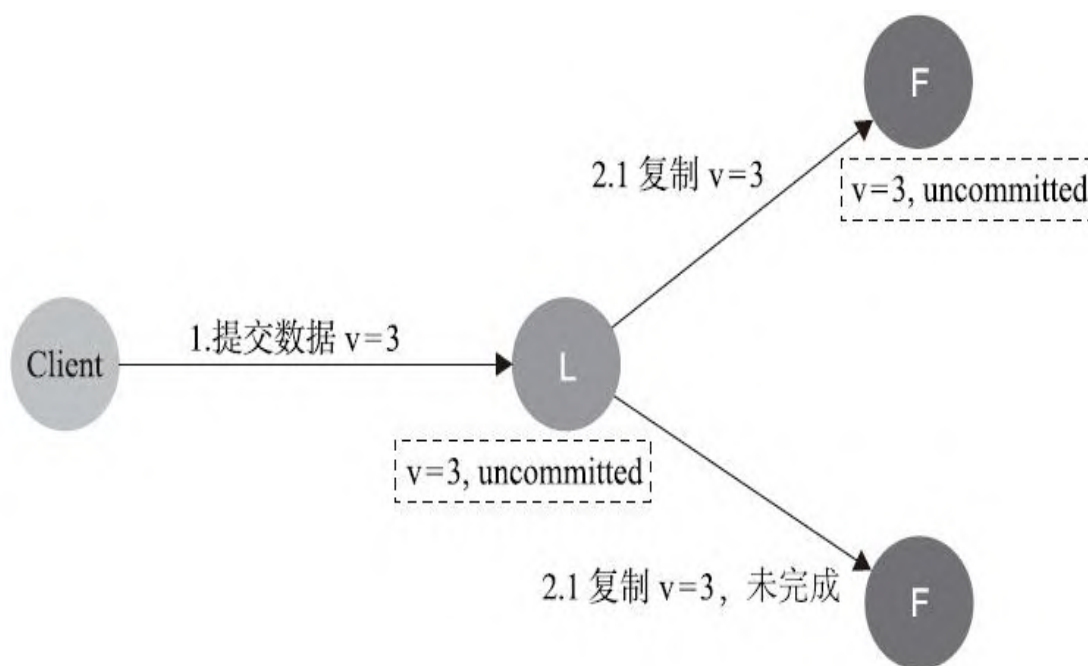 F
2.1 复制 v=3
v=3, uncommitted
Client
1.提交数据 v=3
L
v=3, uncommitted
2.1 复制 v=3，未完成
F